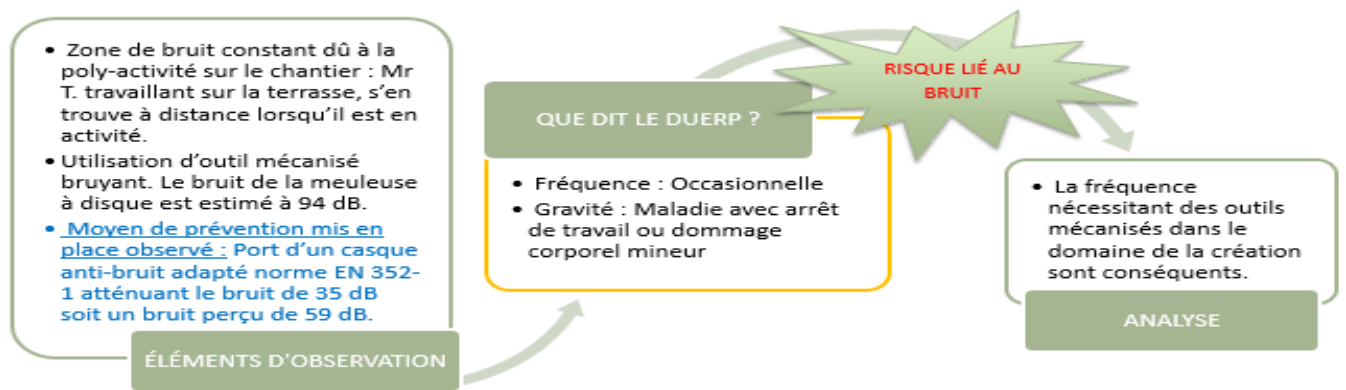 • Zone de bruit constant dû à la
poly-activité sur le chantier : Mr
T. travaillant sur la terrasse, s'en
trouve à distance lorsqu'il est en
activité.
• Utilisation d'outil mécanisé
bruyant. Le bruit de la meuleuse
à disque est estimé à 94 dB.
• Moyen de prévention mis en
place observé : Port d'un casque
anti-bruit adapté norme EN 352-
1 atténuant le bruit de 35 dB
soit un bruit perçu de 59 dB.
ÉLÉMENTS D'OBSERVATION
QUE DIT LE DUERP ?
• Fréquence : Occasionnelle
• Gravité : Maladie avec arrêt
de travail ou dommage
corporel mineur
RISQUE LIÉ AU
BRUIT
• La fréquence
nécessitant des outils
mécanisés dans le
domaine de la création
sont conséquents.
ANALYSE